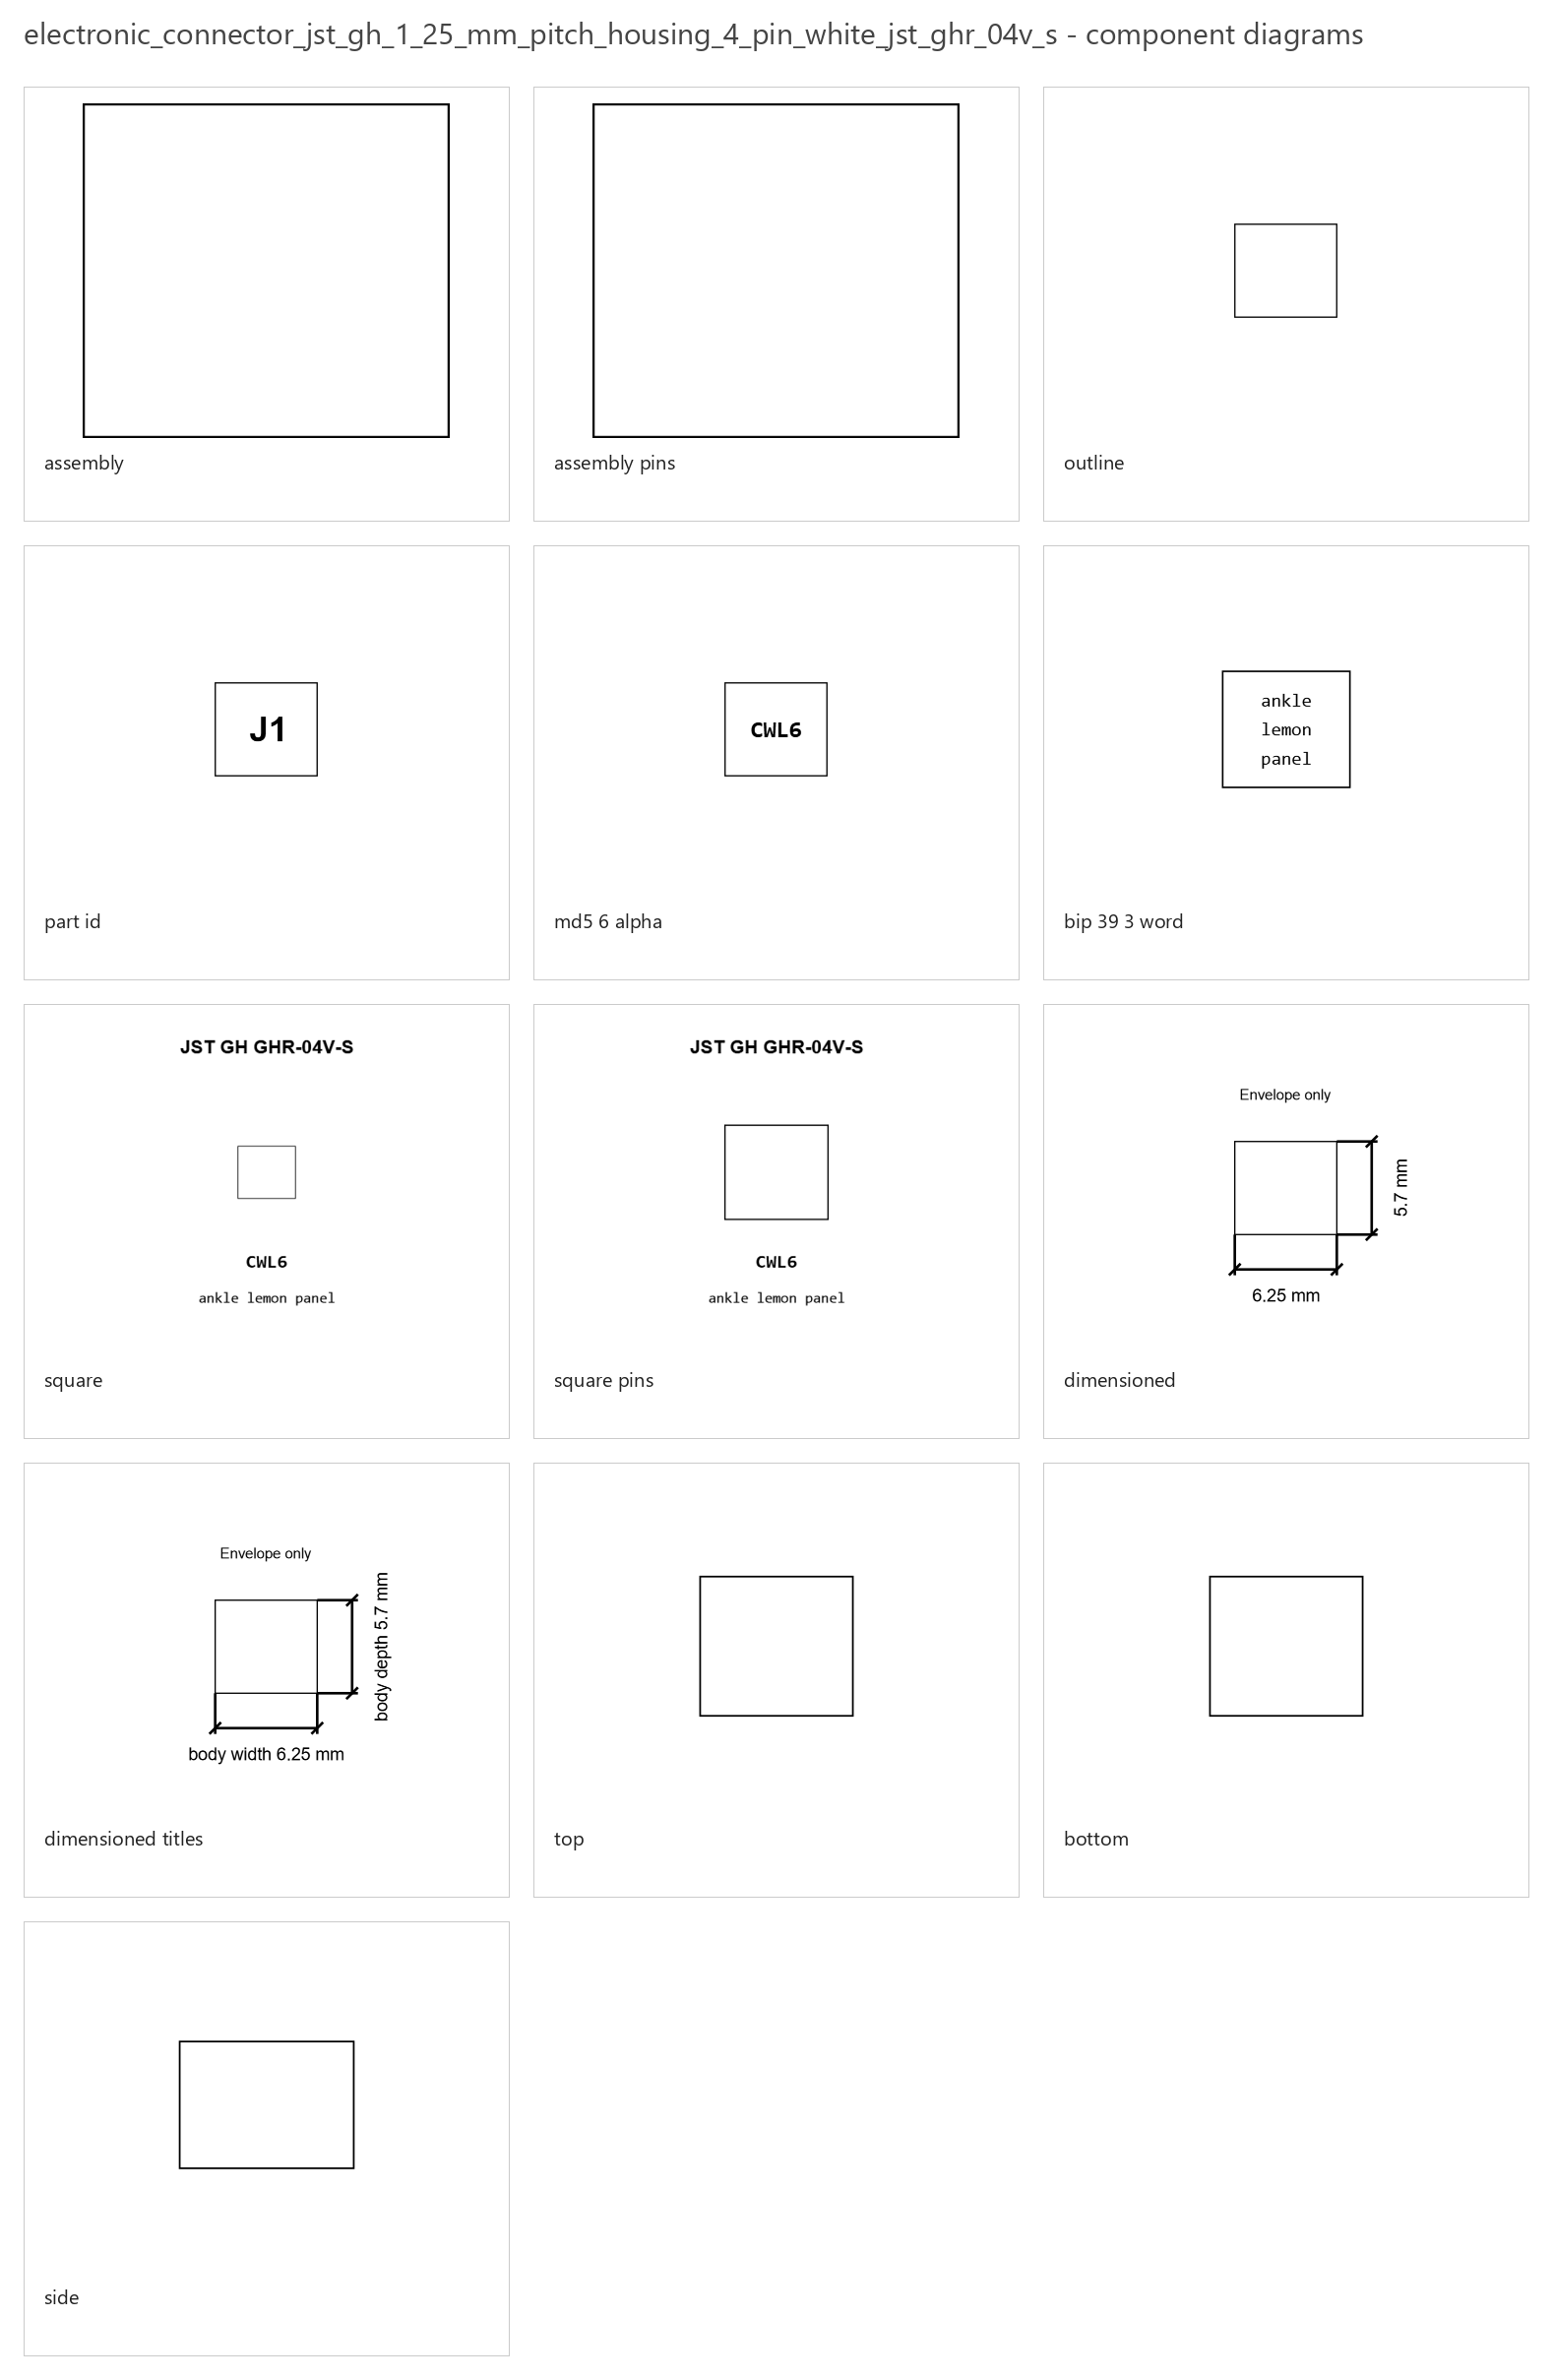 electronic_connector_jst_gh_1_25_mm_pitch_housing_4_pin_white_jst_ghr_04v_s - component diagrams
assembly
assembly pins
outline
J1
part id
CWL6
md5 6 alpha
ankle
lemon
panel
bip 39 3 word
JST GH GHR-04V-S
CWL6
ankle lemon panel
square
JST GH GHR-04V-S
CWL6
ankle lemon panel
square pins
Envelope only
5.7 mm
6.25 mm
dimensioned
Envelope only
body depth 5.7 mm
body width 6.25 mm
dimensioned titles
top
bottom
side